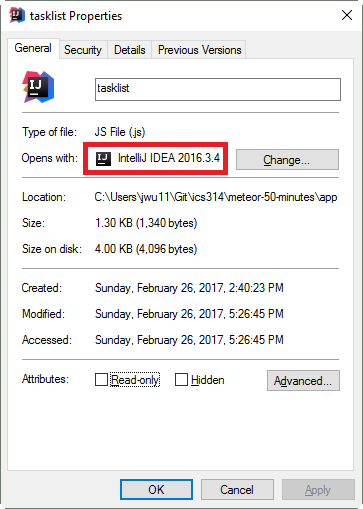 tasklist Properties
General Security Details Previous Versions
IJ
tasklist
Type of file: JS File (.js)
Opens with: IJ IntelliJ IDEA 2016.3.4 Change...
Location: C:\Users\jwu11\Git\ics314\meteor-50-minutes\app
Size: 1.30 KB (1,340 bytes)
Size on disk: 4.00 KB (4,096 bytes)
Created: Sunday, February 26, 2017, 2:40:23 PM
Modified: Sunday, February 26, 2017, 5:26:45 PM
Accessed: Sunday, February 26, 2017, 5:26:45 PM
Attributes: Read-only Hidden Advanced...
OK Cancel Apply